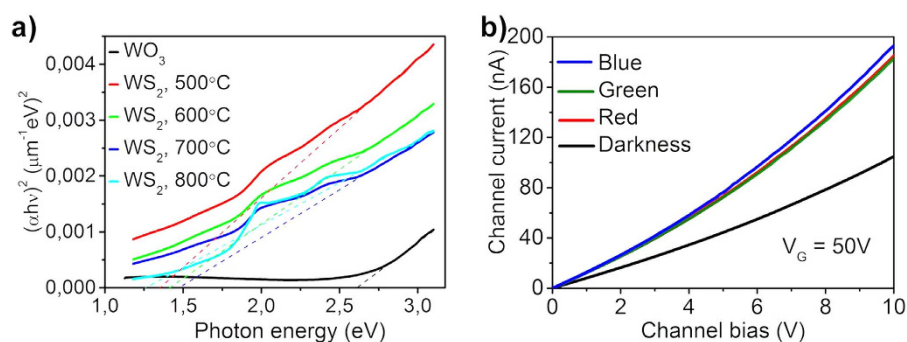 a)
(αhν)² (μm⁻¹eV)²
0,004
0,003
0,002
0,001
0,000
WO₃
WS₂, 500°C
WS₂, 600°C
WS₂, 700°C
WS₂, 800°C
1,0 1,5 2,0 2,5 3,0
Photon energy (eV)
b)
Channel current (nA)
200
160
120
80
40
0
Blue
Green
Red
Darkness
V_G = 50V
0 2 4 6 8 10
Channel bias (V)